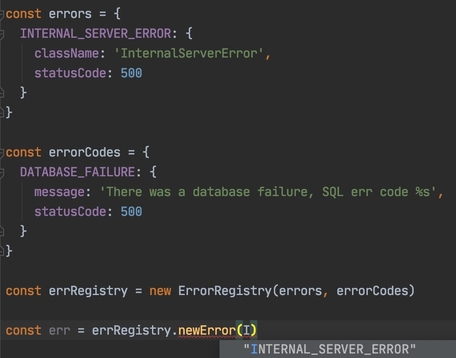 const errors = {
INTERNAL_SERVER_ERROR: {
className: 'InternalServerError',
statusCode: 500
}
}
const errorCodes = {
DATABASE_FAILURE: {
message: 'There was a database failure, SQL err code %s',
statusCode: 500
}
}
const errRegistry = new ErrorRegistry(errors, errorCodes)
const err = errRegistry.newError(I)
"INTERNAL_SERVER_ERROR"